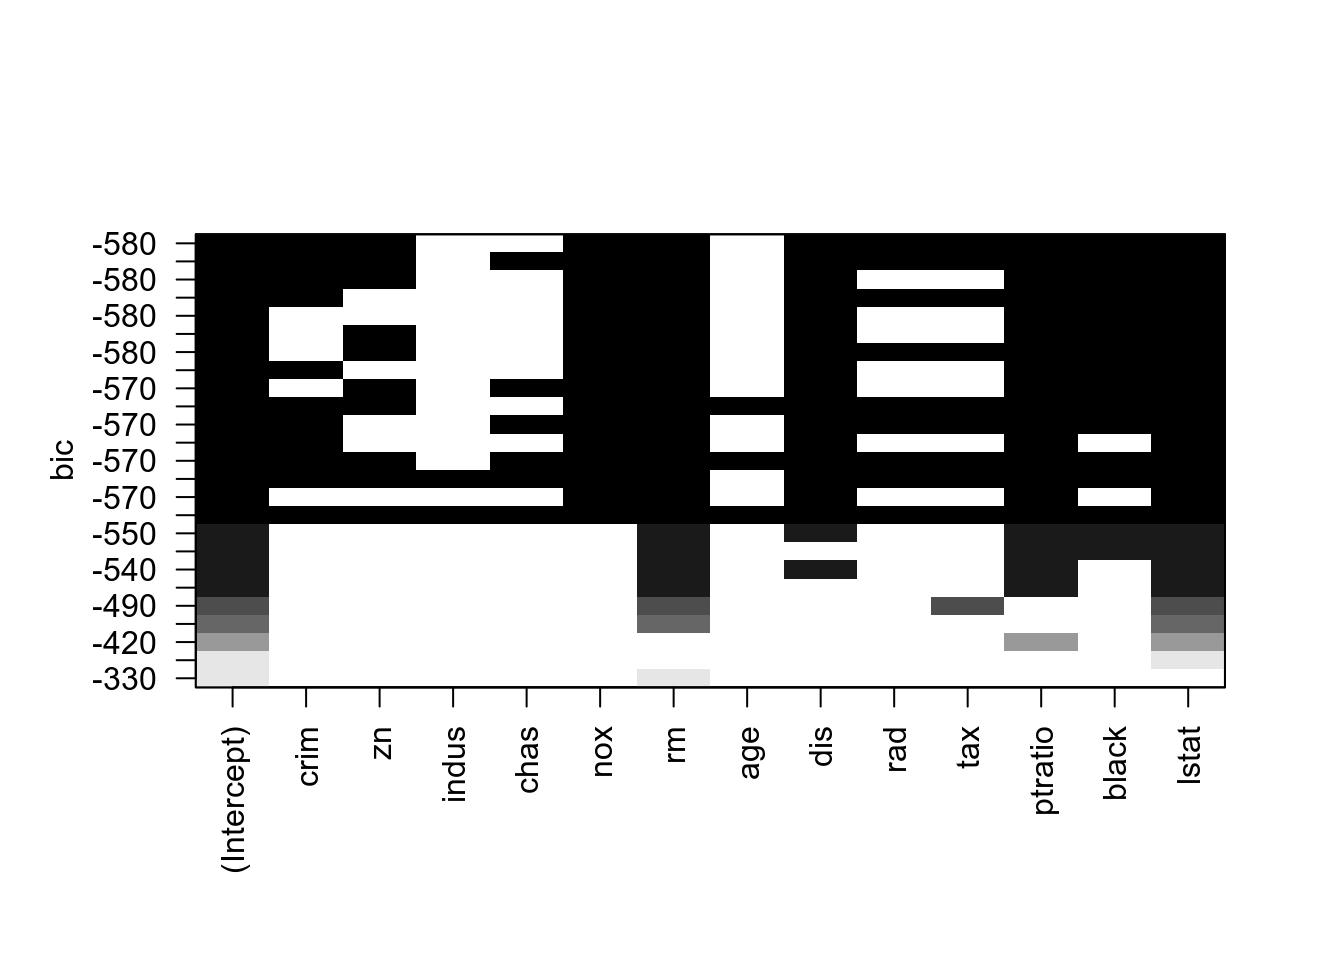 bic
-580
-580
-580
-580
-570
-570
-570
-570
-550
-540
-490
-420
-330
(Intercept)
crim
zn
indus
chas
nox
rm
age
dis
rad
tax
ptratio
black
lstat